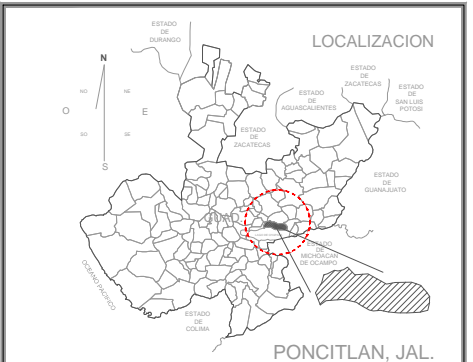 ESTADO
DE
DURANGO
LOCALIZACION
N
NO
NE
O
E
SO
SE
S
ESTADO
DE
ZACATECAS
ESTADO
DE
AGUASCALIENTES
ESTADO
DE
SAN LUIS
POTOSI
ESTADO
DE
ZACATECAS
ESTADO
DE
GUANAJUATO
ESTADO
DE
MICHOACAN
DE OCAMPO
OCEANO PACIFICO
ESTADO
DE
COLIMA
PONCITLAN, JAL.